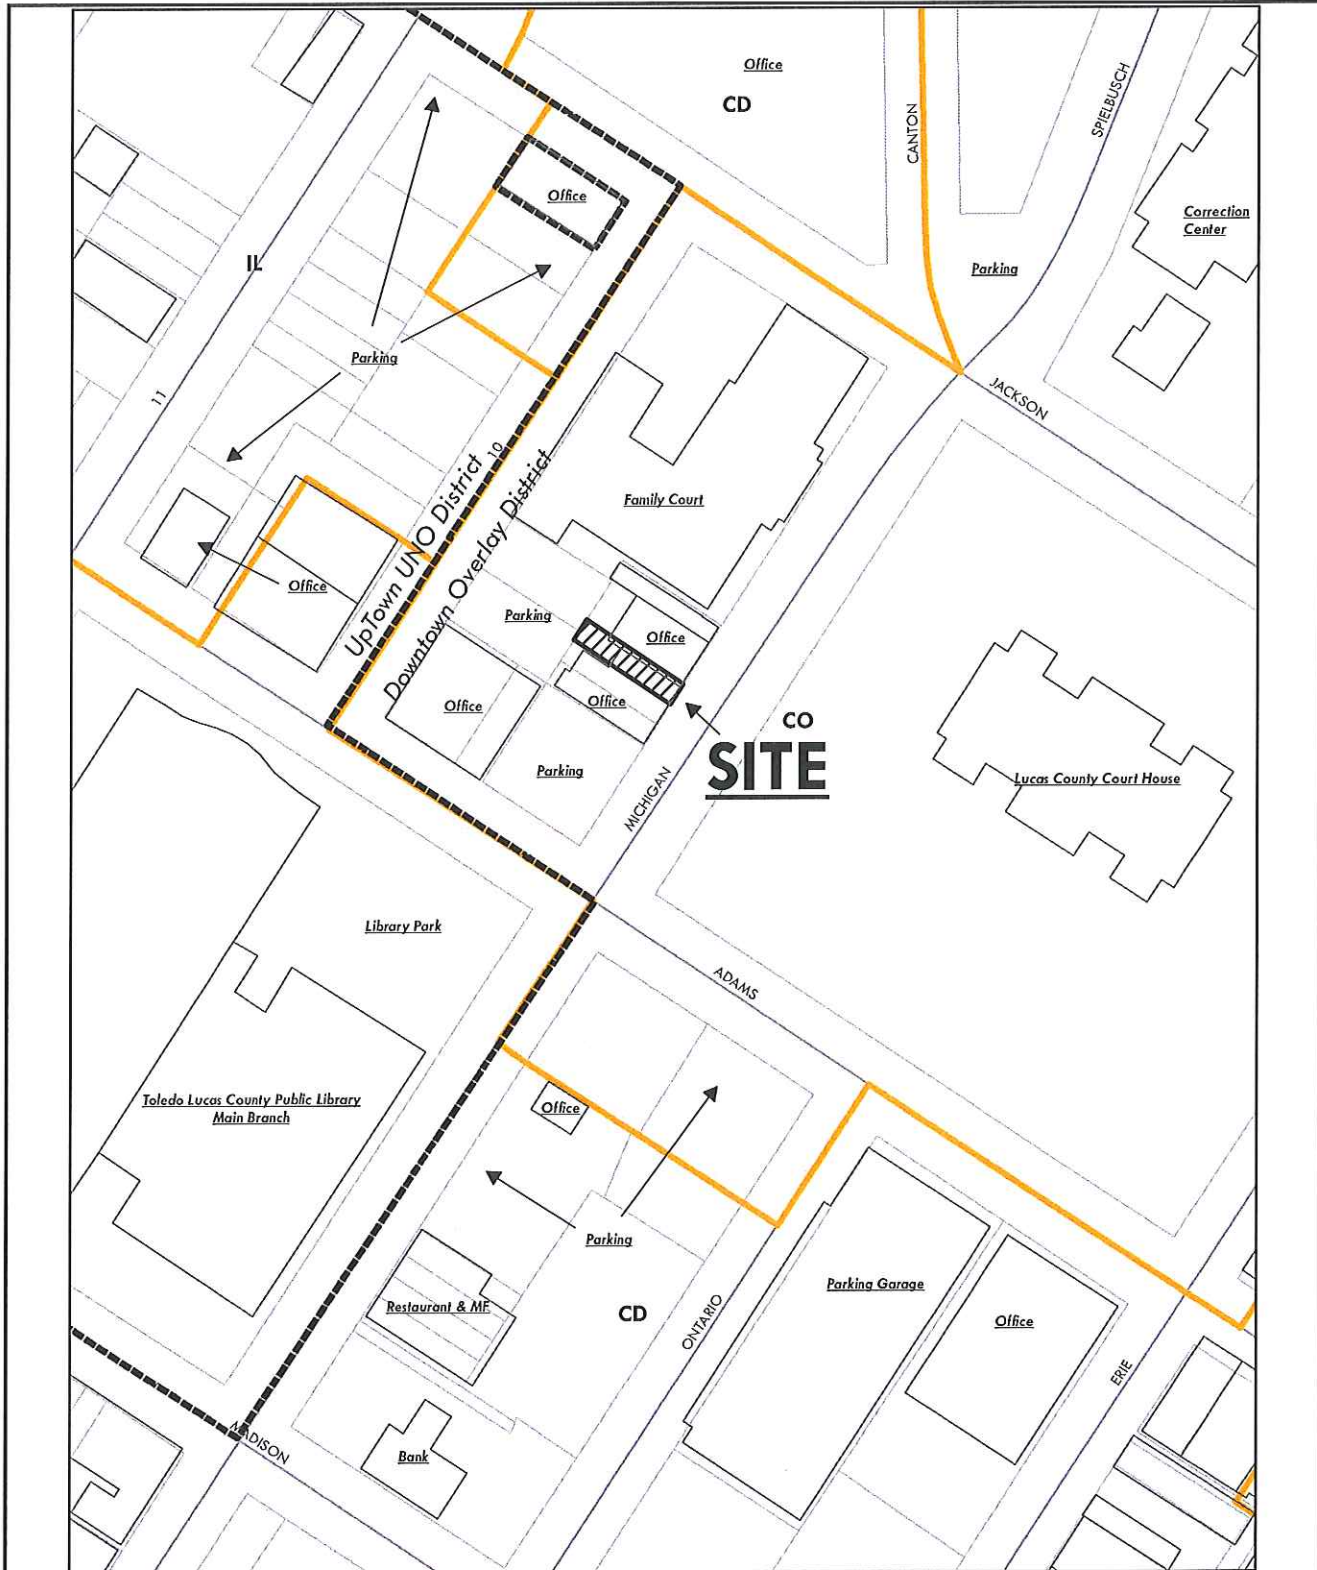 Office
CD
CANTON
SPIELBUSCH
Office
Correction
Center
IL
Parking
Parking
JACKSON
11
10
UpTown UNO District
Downtown Overlay District
Family Court
Office
Parking
Office
Office
Office
CO
SITE
Parking
MICHIGAN
Lucas County Court House
Library Park
ADAMS
Toledo Lucas County Public Library
Main Branch
Office
Parking
Parking Garage
Restaurant & MF
CD
ONTARIO
Office
ERIE
MADISON
Bank